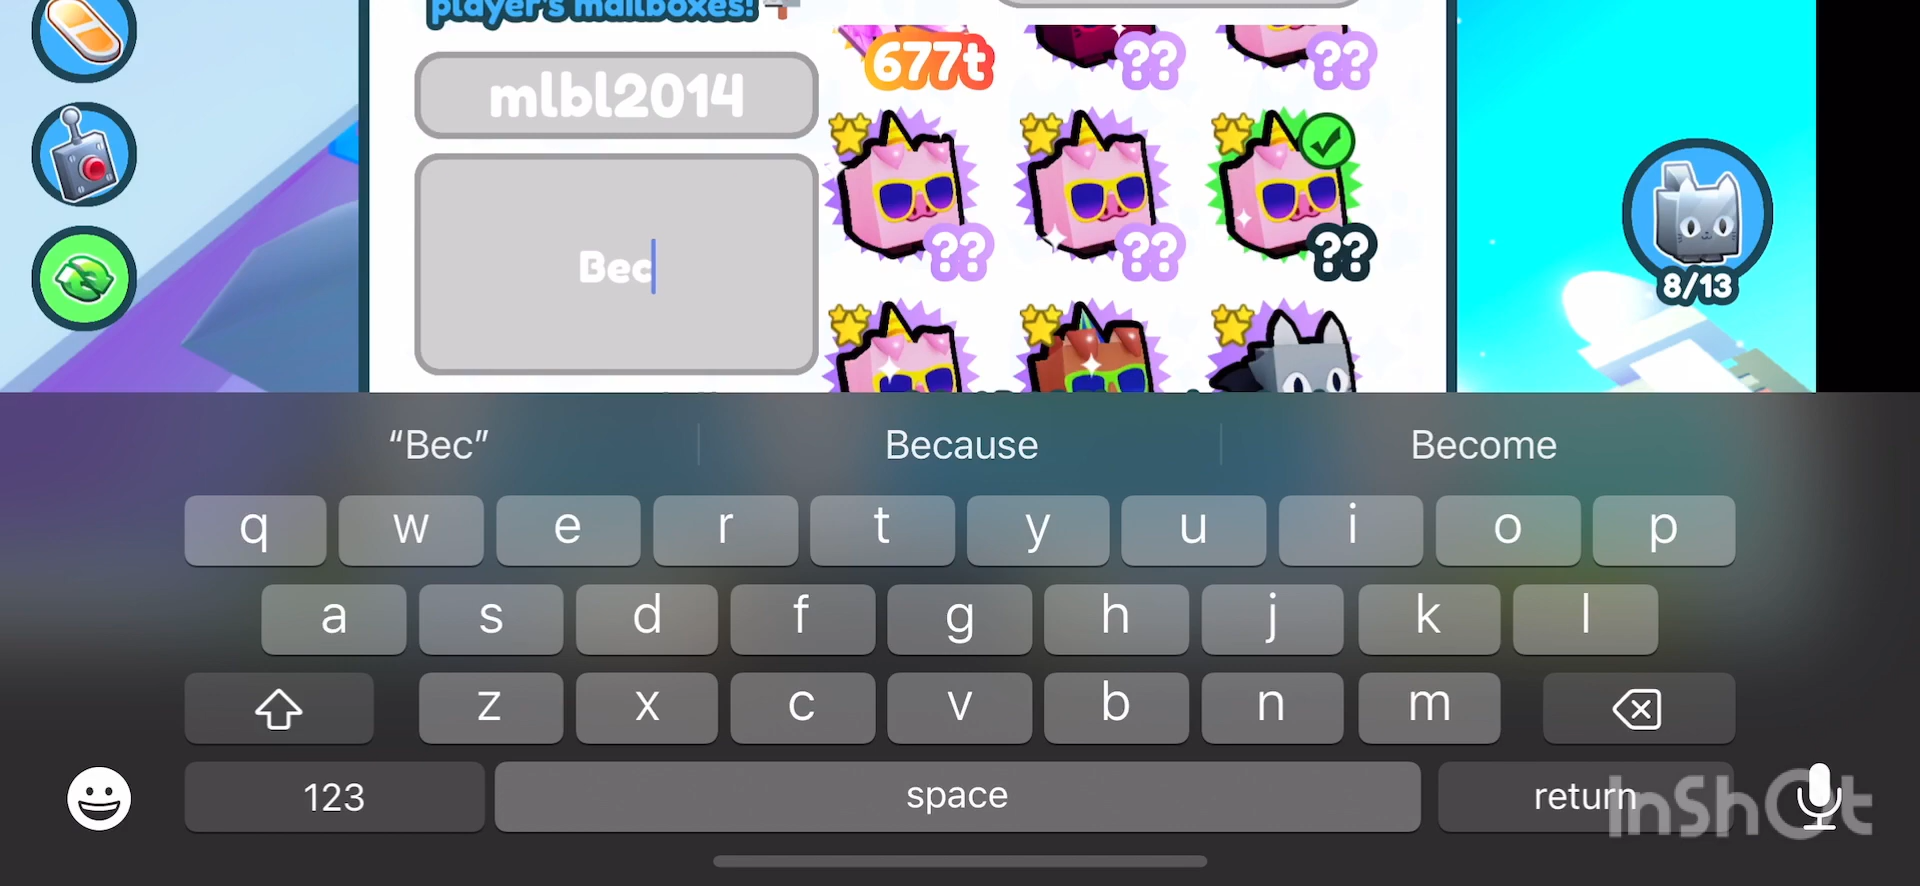 player's mailboxes!
677t
??
??
mlbl2014
??
??
??
Bec
8/13
“Bec”
Because
Become
q w e r t y u i o p
a s d f g h j k l
z x c v b n m
123
space
return
InShOt